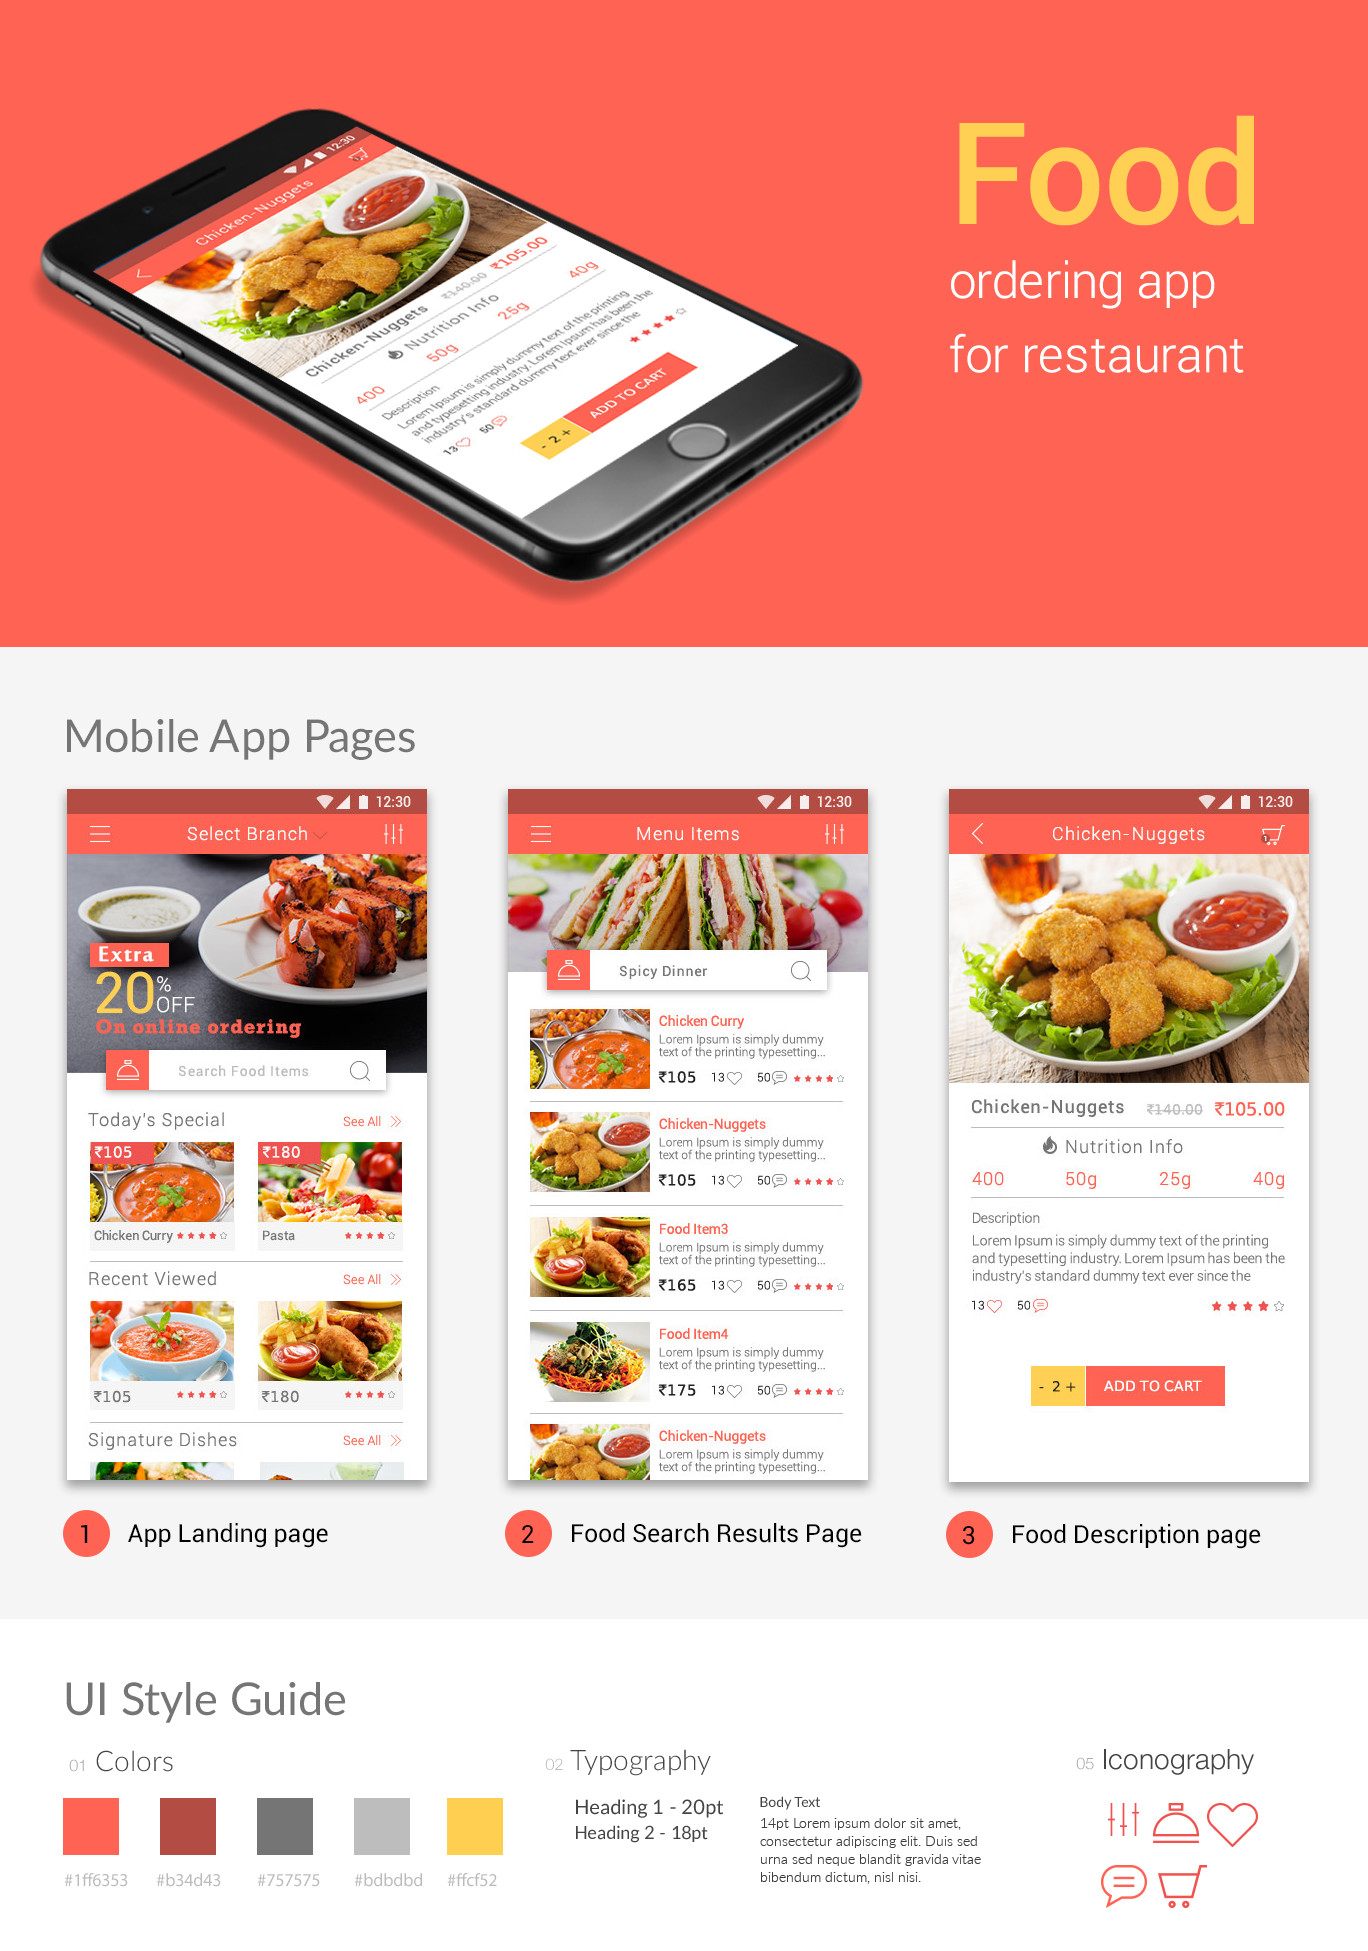 12:30
Chicken-Nuggets
Chicken-Nuggets ₹140.00 ₹105.00
Nutrition Info
400 50g 25g 40g
Description
Lorem Ipsum is simply dummy text of the printing
and typesetting industry. Lorem Ipsum has been the
industry's standard dummy text ever since the
13 50
- 2 + ADD TO CART
Food
ordering app
for restaurant
Mobile App Pages
12:30
Select Branch
Extra
20% OFF
On online ordering
Search Food Items
Today's Special See All
₹105 ₹180
Chicken Curry Pasta
Recent Viewed See All
₹105 ₹180
Signature Dishes See All
1 App Landing page
12:30
Menu Items
Spicy Dinner
Chicken Curry
Lorem Ipsum is simply dummy
text of the printing typesetting...
₹105 13 50
Chicken-Nuggets
Lorem Ipsum is simply dummy
text of the printing typesetting...
₹105 13 50
Food Item3
Lorem Ipsum is simply dummy
text of the printing typesetting...
₹165 13 50
Food Item4
Lorem Ipsum is simply dummy
text of the printing typesetting...
₹175 13 50
Chicken-Nuggets
Lorem Ipsum is simply dummy
text of the printing typesetting...
2 Food Search Results Page
12:30
Chicken-Nuggets
Chicken-Nuggets ₹140.00 ₹105.00
Nutrition Info
400 50g 25g 40g
Description
Lorem Ipsum is simply dummy text of the printing
and typesetting industry. Lorem Ipsum has been the
industry's standard dummy text ever since the
13 50
- 2 + ADD TO CART
3 Food Description page
UI Style Guide
01 Colors
#1ff6353 #b34d43 #757575 #bdbdbd #ffcf52
02 Typography
Heading 1 - 20pt
Heading 2 - 18pt
Body Text
14pt Lorem ipsum dolor sit amet,
consectetur adipiscing elit. Duis sed
urna sed neque blandit gravida vitae
bibendum dictum, nisl nisi.
05 Iconography